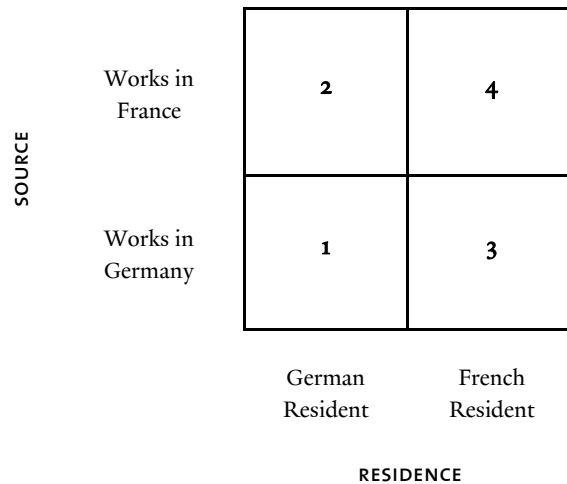 SOURCE
Works in
France
2
4
Works in
Germany
1
3
German
Resident
French
Resident
RESIDENCE